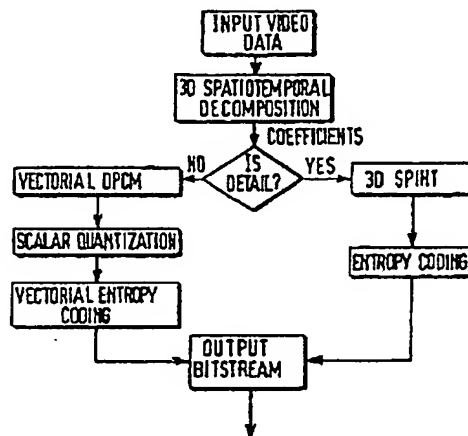 INPUT VIDEO
DATA
3D SPATIOTEMPORAL
DECOMPOSITION
COEFFICIENTS
IS
DETAIL?
NO
YES
VECTORIAL DPCM
3D SPIHT
SCALAR QUANTIZATION
ENTROPY CODING
VECTORIAL ENTROPY
CODING
OUTPUT
BITSTREAM